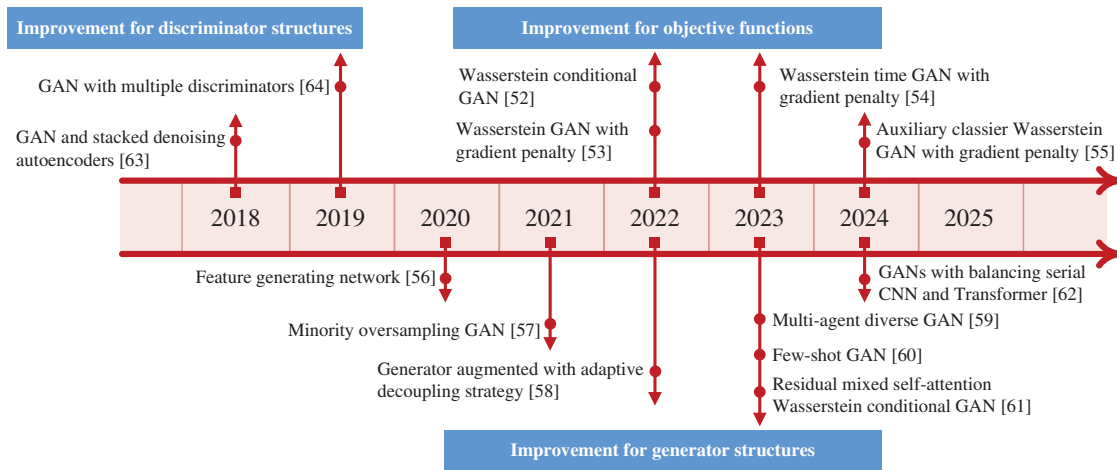 Improvement for discriminator structures
Improvement for objective functions
GAN with multiple discriminators [64]
GAN and stacked denoising
autoencoders [63]
Wasserstein conditional
GAN [52]
Wasserstein GAN with
gradient penalty [53]
Wasserstein time GAN with
gradient penalty [54]
Auxiliary classier Wasserstein
GAN with gradient penalty [55]
2018 2019 2020 2021 2022 2023 2024 2025
Feature generating network [56]
Minority oversampling GAN [57]
Generator augmented with adaptive
decoupling strategy [58]
GANs with balancing serial
CNN and Transformer [62]
Multi-agent diverse GAN [59]
Few-shot GAN [60]
Residual mixed self-attention
Wasserstein conditional GAN [61]
Improvement for generator structures